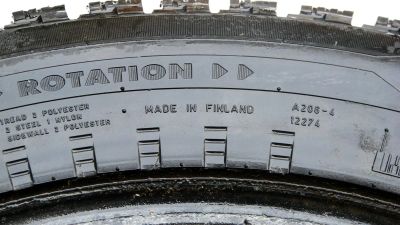 ROTATION
TREAD 2 POLYESTER
2 STEEL 1 NYLON
SIDEWALL 2 POLYESTER
MADE IN FINLAND
A206-4
12274